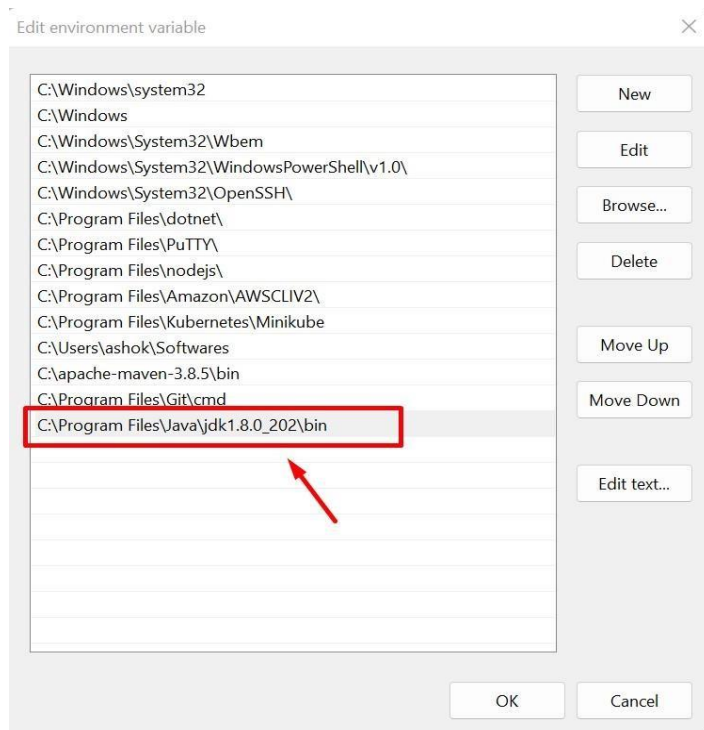 Edit environment variable
C:\Windows\system32
C:\Windows
C:\Windows\System32\Wbem
C:\Windows\System32\WindowsPowerShell\v1.0\
C:\Windows\System32\OpenSSH\
C:\Program Files\dotnet\
C:\Program Files\PuTTY\
C:\Program Files\nodejs\
C:\Program Files\Amazon\AWSCLIV2\
C:\Program Files\Kubernetes\Minikube
C:\Users\ashok\Softwares
C:\apache-maven-3.8.5\bin
C:\Program Files\Git\cmd
C:\Program Files\Java\jdk1.8.0_202\bin
New
Edit
Browse...
Delete
Move Up
Move Down
Edit text...
OK
Cancel